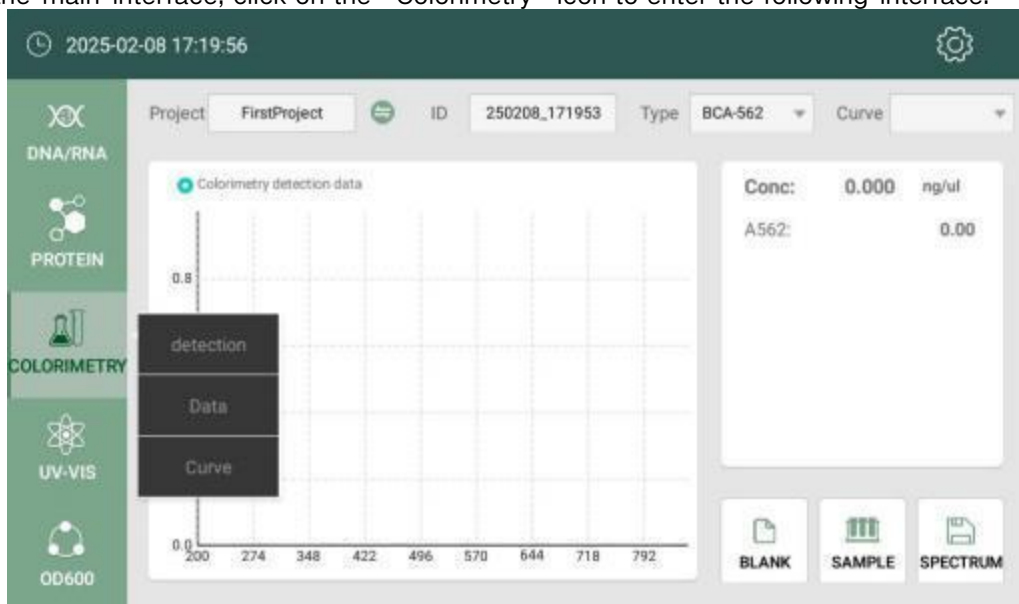 the main interface, click on the "Colorimetry" icon to enter the following interface:
2025-02-08 17:19:56
Project FirstProject ID 250208_171953 Type BCA-562 Curve
DNA/RNA
PROTEIN
COLORIMETRY
UV-VIS
OD600
Colorimetry detection data
0.8
0.0
200 274 348 422 496 570 644 718 792
detection
Data
Curve
Conc: 0.000 ng/ul
A562: 0.00
BLANK SAMPLE SPECTRUM